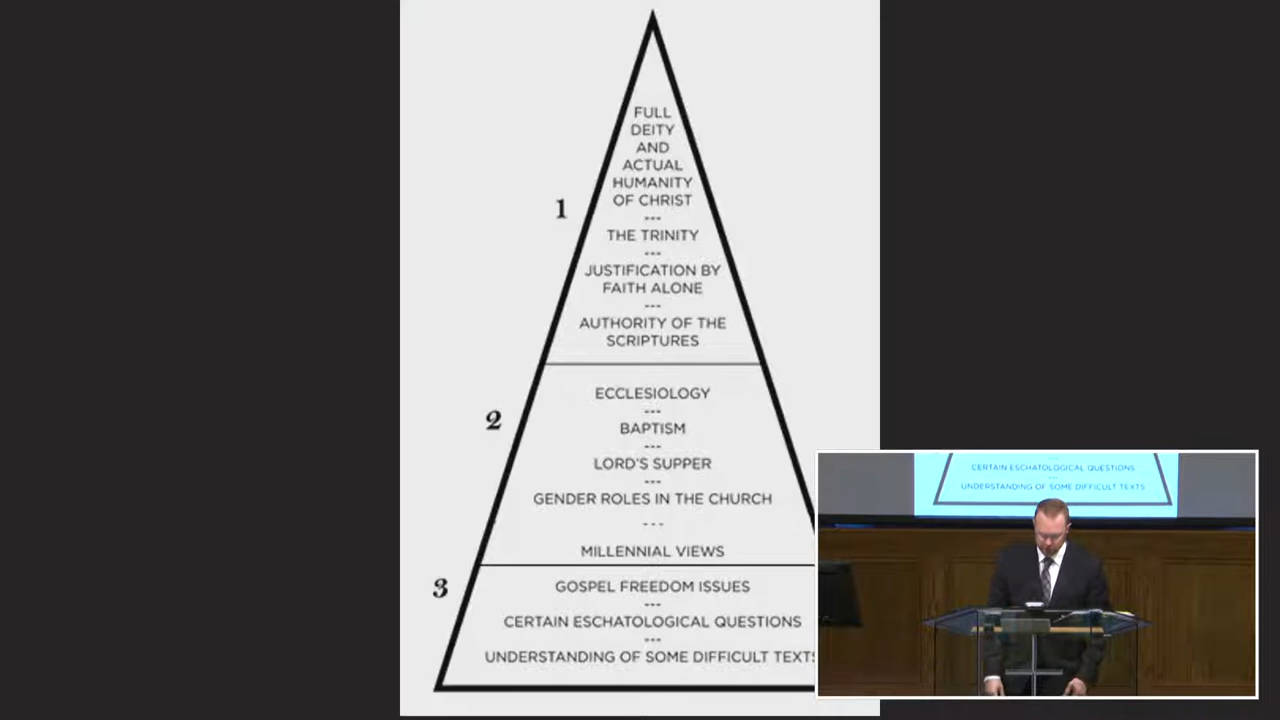 FULL
DEITY
AND
ACTUAL
HUMANITY
OF CHRIST
---
THE TRINITY
---
JUSTIFICATION BY
FAITH ALONE
---
AUTHORITY OF THE
SCRIPTURES
1
ECCLESIOLOGY
---
BAPTISM
---
LORD'S SUPPER
---
GENDER ROLES IN THE CHURCH
---
MILLENNIAL VIEWS
2
GOSPEL FREEDOM ISSUES
---
CERTAIN ESCHATOLOGICAL QUESTIONS
---
UNDERSTANDING OF SOME DIFFICULT TEXTS
3
CERTAIN ESCHATOLOGICAL QUESTIONS
---
UNDERSTANDING OF SOME DIFFICULT TEXTS